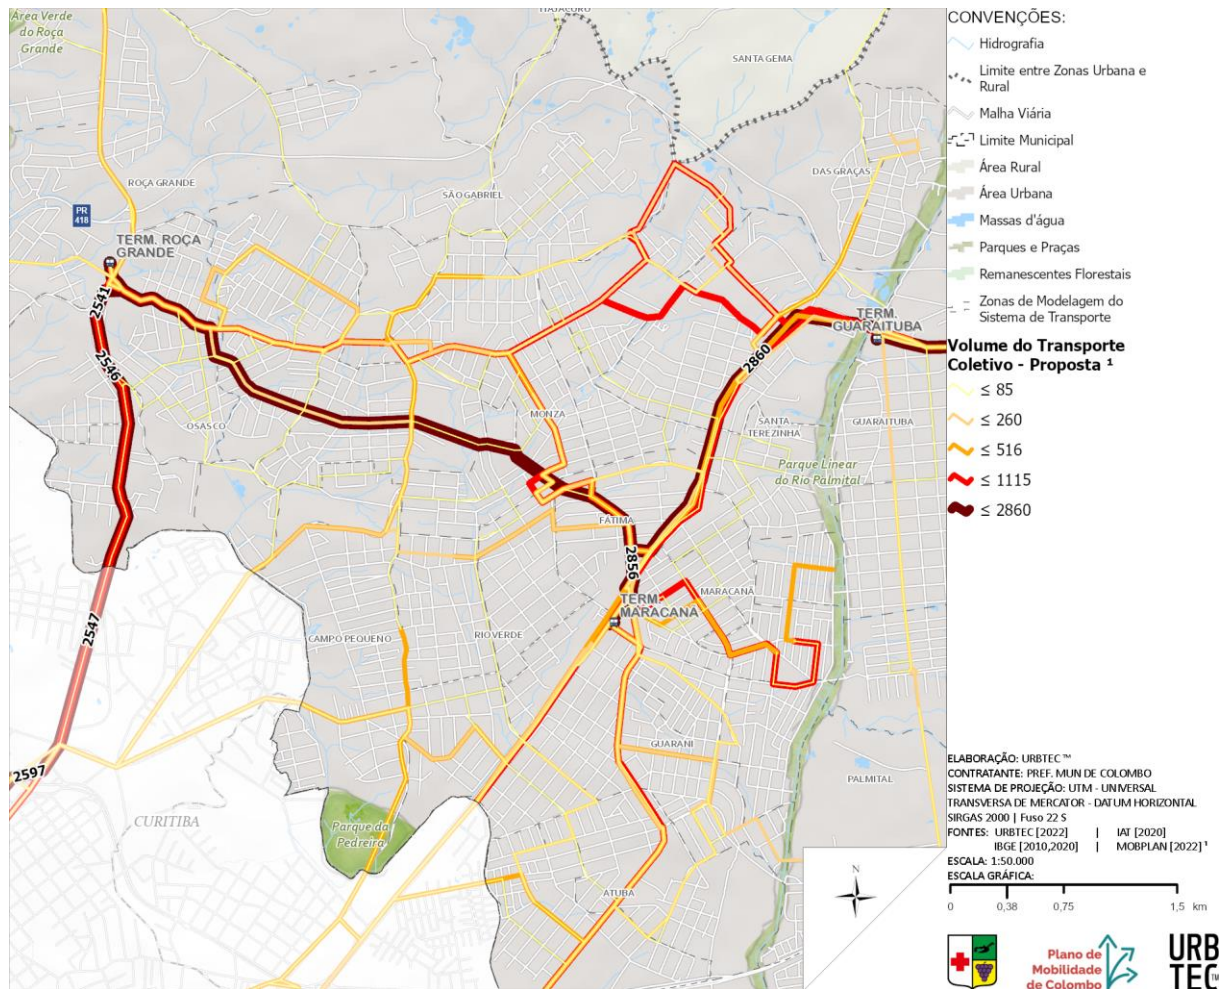 Área Verde
do Roça
Grande
ITAJACURU
SANTA GEMA
ROÇA GRANDE
PR
418
SÃO GABRIEL
DAS GRAÇAS
TERM. ROÇA
GRANDE
2541
2546
TERM.
GUARAITUBA
2860
MONZA
OSASCO
SANTA
TEREZINHA
GUARAITUBA
Parque Linear
do Rio Palmital
FÁTIMA
2856
TERM.
MARACANÃ
MARACANÃ
2547
CAMPO PEQUENO
RIO VERDE
GUARANI
PALMITAL
2597
CURITIBA
Parque da
Pedreira
ATUBA
N
CONVENÇÕES:
Hidrografia
Limite entre Zonas Urbana e
Rural
Malha Viária
Limite Municipal
Área Rural
Área Urbana
Massas d'água
Parques e Praças
Remanescentes Florestais
Zonas de Modelagem do
Sistema de Transporte
Volume do Transporte
Coletivo - Proposta ¹
≤ 85
≤ 260
≤ 516
≤ 1115
≤ 2860
ELABORAÇÃO: URBTEC ™
CONTRATANTE: PREF. MUN DE COLOMBO
SISTEMA DE PROJEÇÃO: UTM - UNIVERSAL
TRANSVERSA DE MERCATOR - DATUM HORIZONTAL
SIRGAS 2000 | Fuso 22 S
FONTES: URBTEC [2022] | IAT [2020]
IBGE [2010,2020] | MOBPLAN [2022] ¹
ESCALA: 1:50.000
ESCALA GRÁFICA:
0 0,38 0,75 1,5 km
Plano de
Mobilidade
de Colombo
URB
TEC™